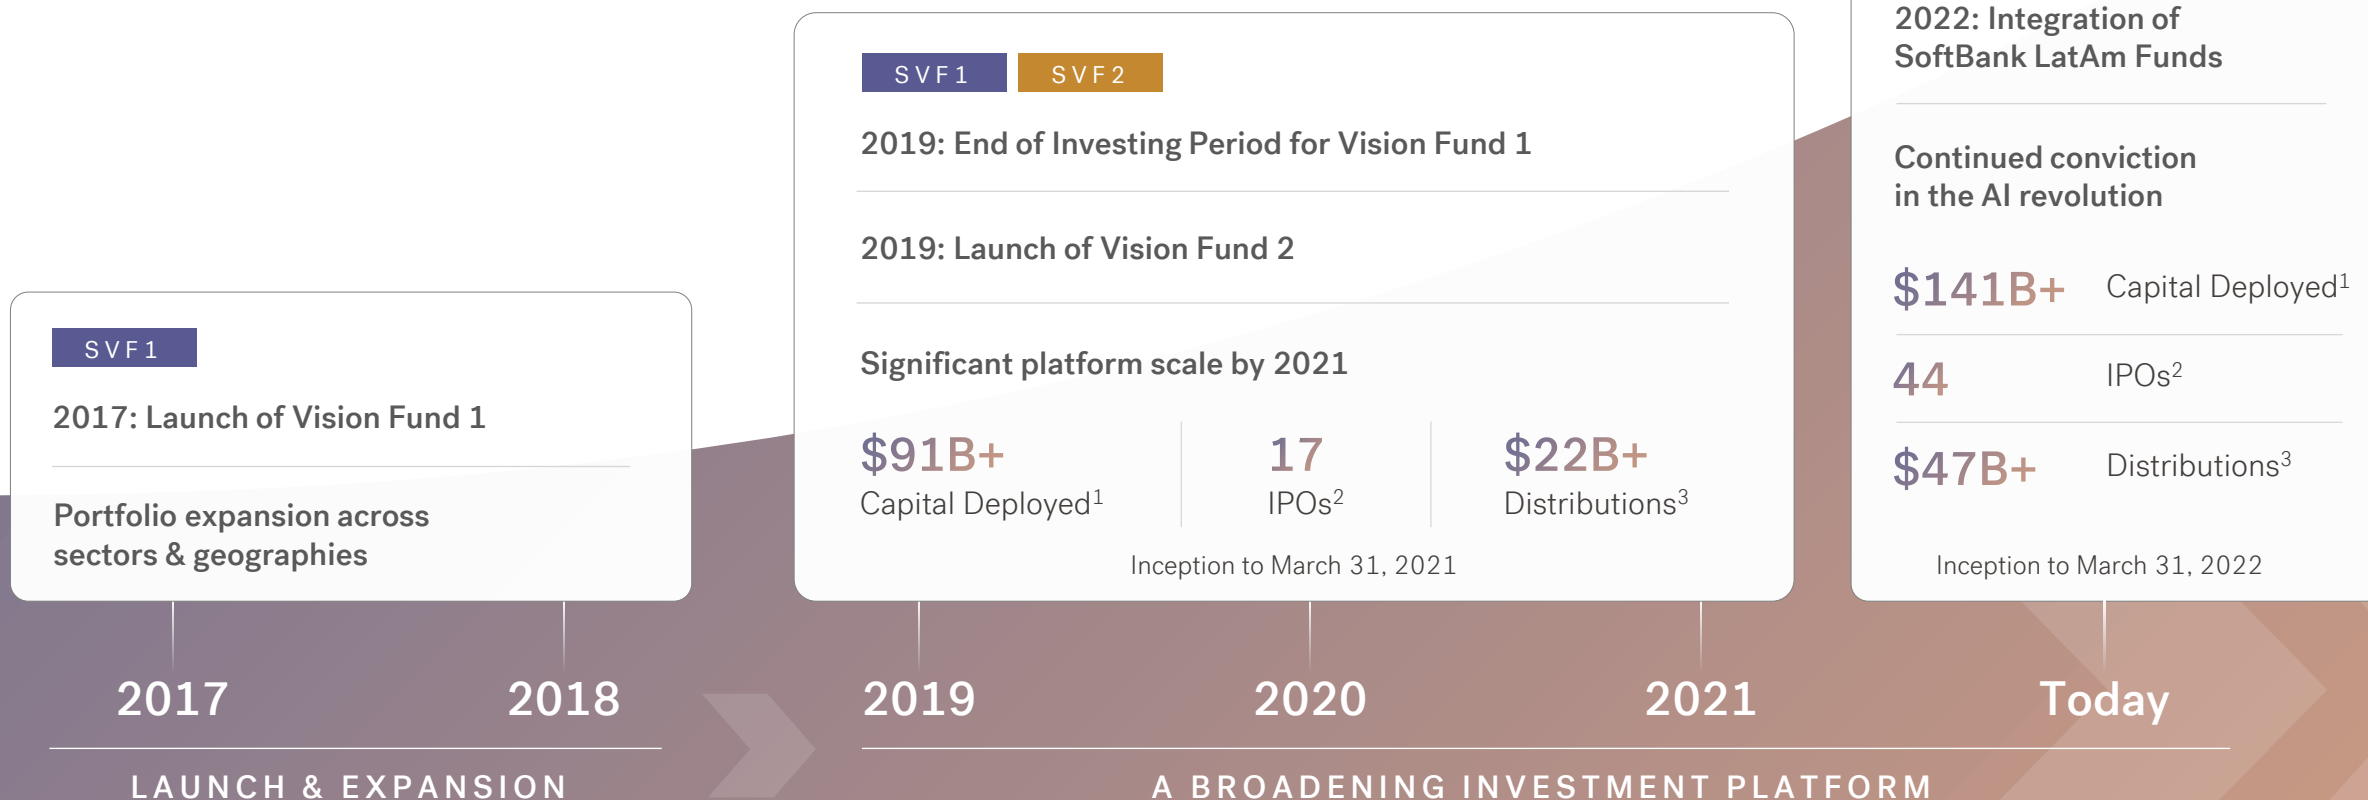 SVF1
2017: Launch of Vision Fund 1
Portfolio expansion across
sectors & geographies
SVF1 SVF2
2019: End of Investing Period for Vision Fund 1
2019: Launch of Vision Fund 2
Significant platform scale by 2021
$91B+
Capital Deployed¹
17
IPOs²
$22B+
Distributions³
Inception to March 31, 2021
2022: Integration of
SoftBank LatAm Funds
Continued conviction
in the AI revolution
$141B+ Capital Deployed¹
44 IPOs²
$47B+ Distributions³
Inception to March 31, 2022
2017 2018 2019 2020 2021 Today
LAUNCH & EXPANSION
A BROADENING INVESTMENT PLATFORM